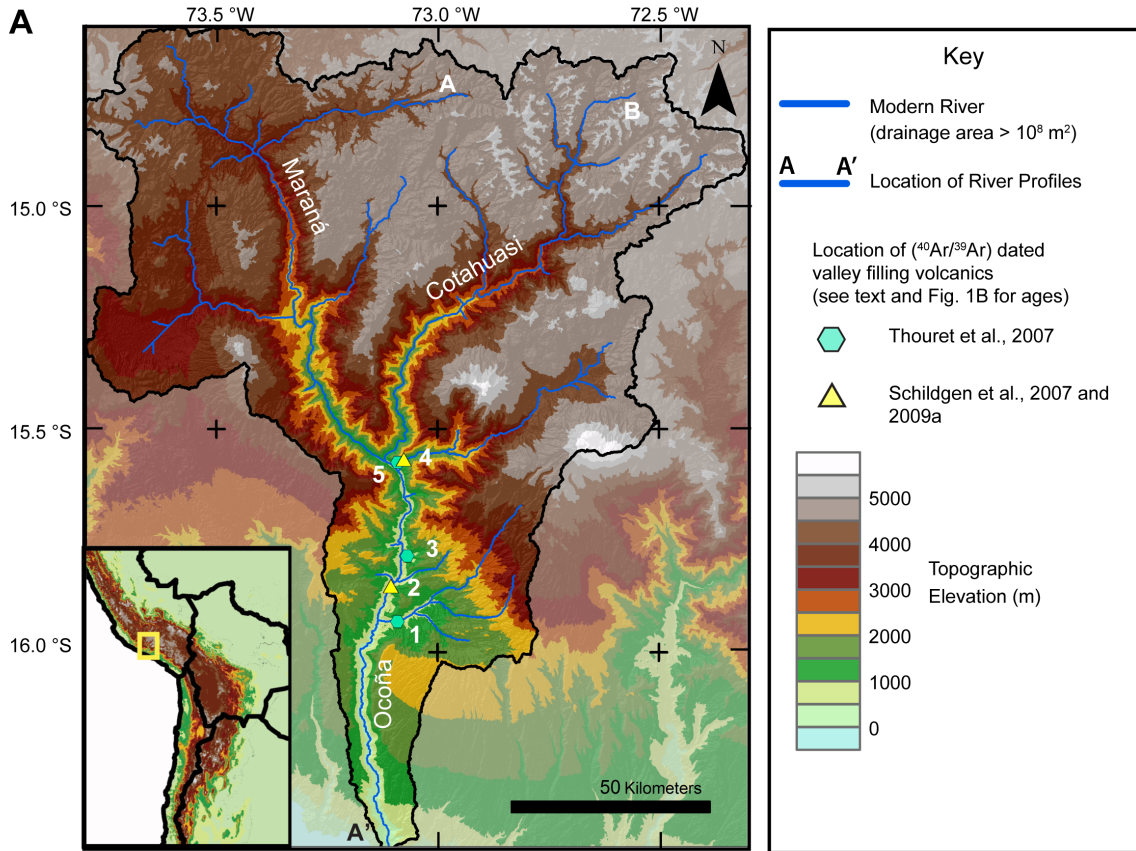 A
73.5 °W
73.0 °W
72.5 °W
N
A
B
Maraná
15.0 °S
Cotahuasi
15.5 °S
4
5
3
2
1
16.0 °S
Ocoña
50 Kilometers
A'
Key
Modern River
(drainage area > 10⁸ m²)
A A'
Location of River Profiles
Location of (⁴⁰Ar/³⁹Ar) dated
valley filling volcanics
(see text and Fig. 1B for ages)
Thouret et al., 2007
Schildgen et al., 2007 and
2009a
5000
4000
3000
2000
1000
0
Topographic
Elevation (m)